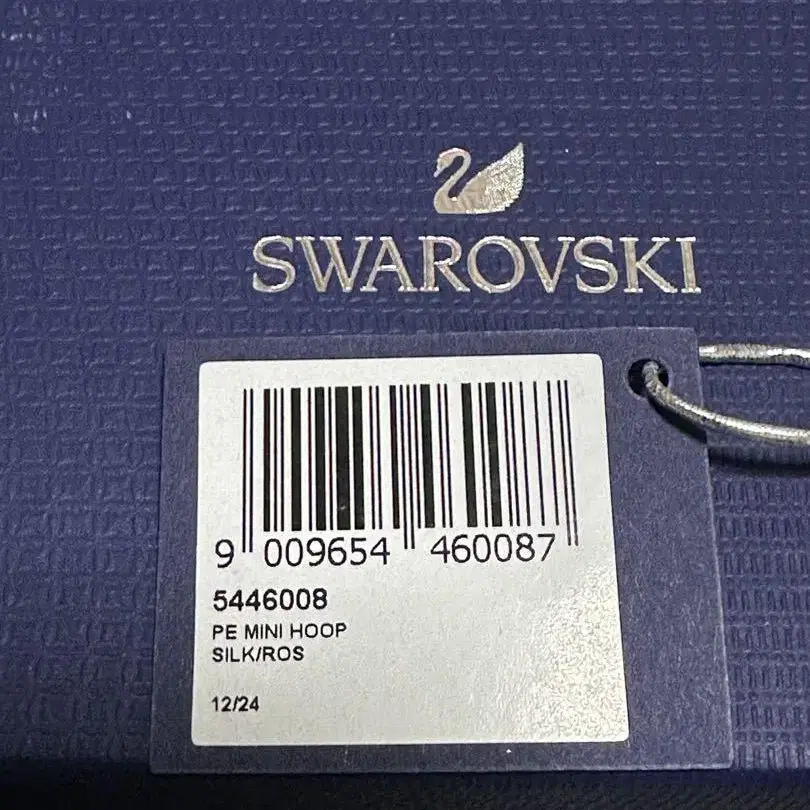 SWAROVSKI
9 009654 460087
5446008
PE MINI HOOP
SILK/ROS
12/24